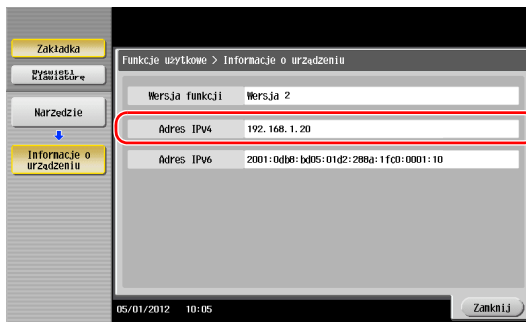 Zakładka
Wyświetl
klawiaturę
Narzędzie
Informacje o
urządzeniu
Funkcje użytkowe > Informacje o urządzeniu
Wersja funkcji Wersja 2
Adres IPv4 192.168.1.20
Adres IPv6 2001:0db8:bd05:01d2:288a:1fc0:0001:10
05/01/2012 10:05
Zamknij